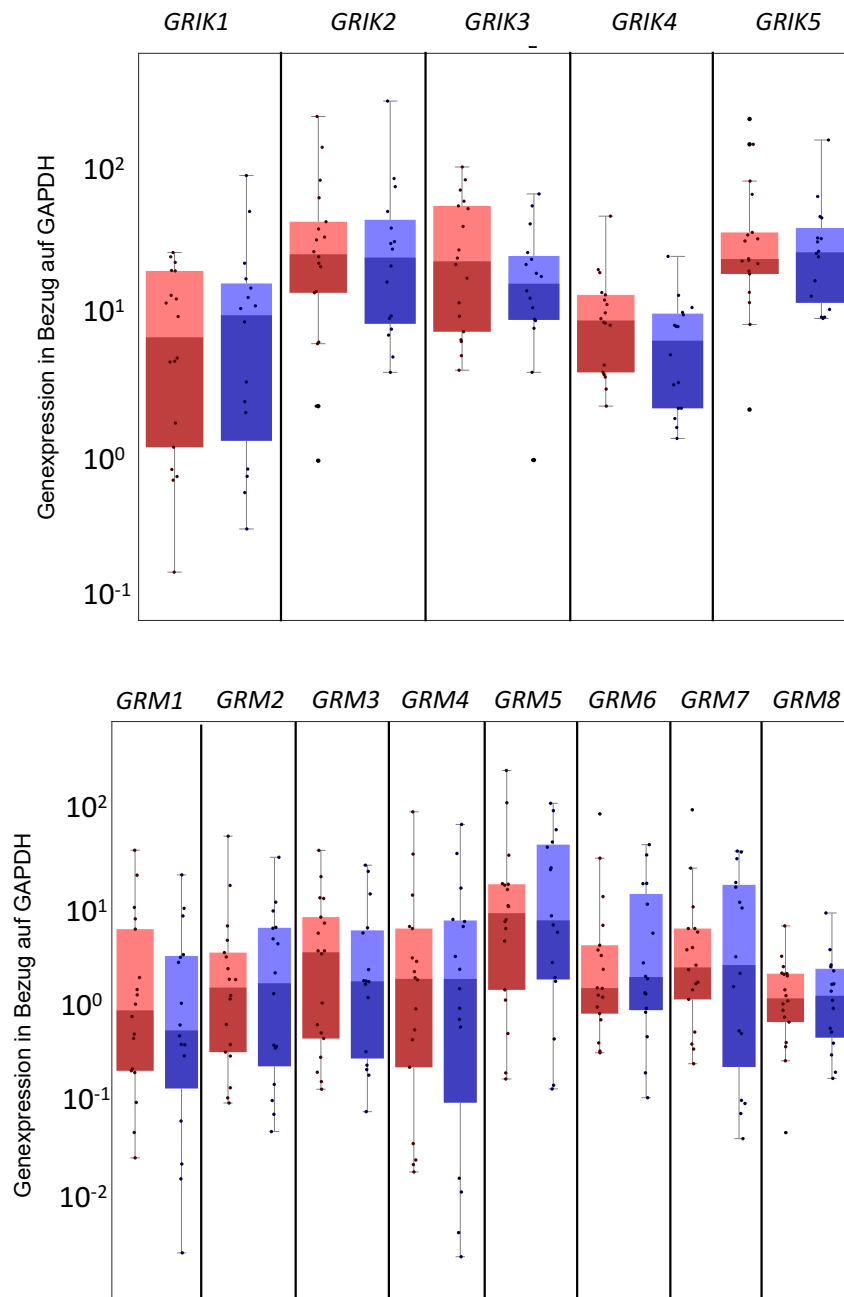 GRIK1 GRIK2 GRIK3 GRIK4 GRIK5
Genexpression in Bezug auf GAPDH
10²
10¹
10⁰
10⁻¹
GRM1 GRM2 GRM3 GRM4 GRM5 GRM6 GRM7 GRM8
Genexpression in Bezug auf GAPDH
10²
10¹
10⁰
10⁻¹
10⁻²